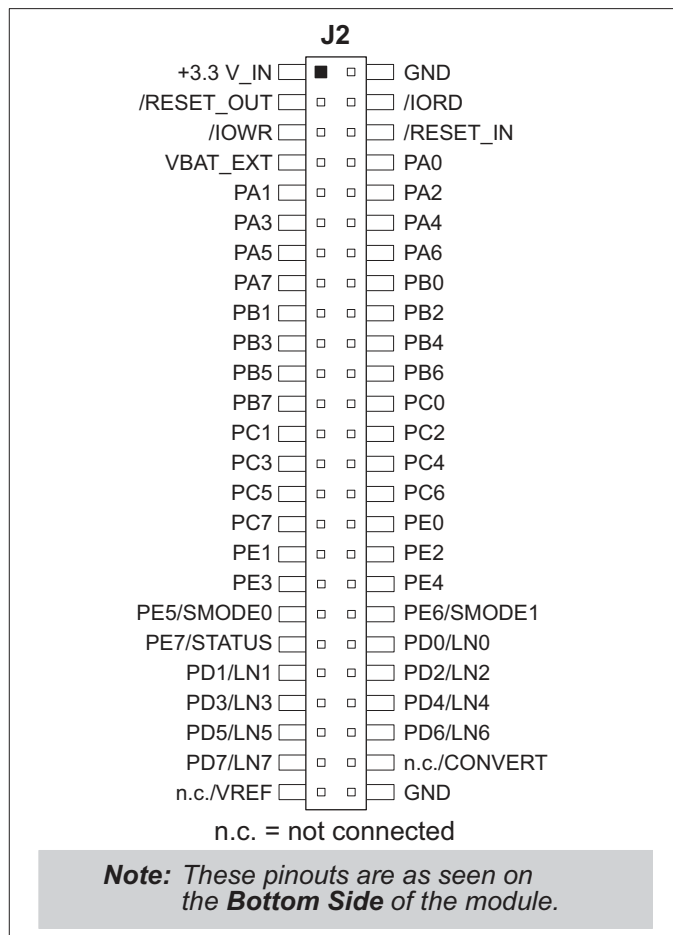 J2
+3.3 V_IN GND
/RESET_OUT /IORD
/IOWR /RESET_IN
VBAT_EXT PA0
PA1 PA2
PA3 PA4
PA5 PA6
PA7 PB0
PB1 PB2
PB3 PB4
PB5 PB6
PB7 PC0
PC1 PC2
PC3 PC4
PC5 PC6
PC7 PE0
PE1 PE2
PE3 PE4
PE5/SMODE0 PE6/SMODE1
PE7/STATUS PD0/LN0
PD1/LN1 PD2/LN2
PD3/LN3 PD4/LN4
PD5/LN5 PD6/LN6
PD7/LN7 n.c./CONVERT
n.c./VREF GND
n.c. = not connected
Note: These pinouts are as seen on
the Bottom Side of the module.